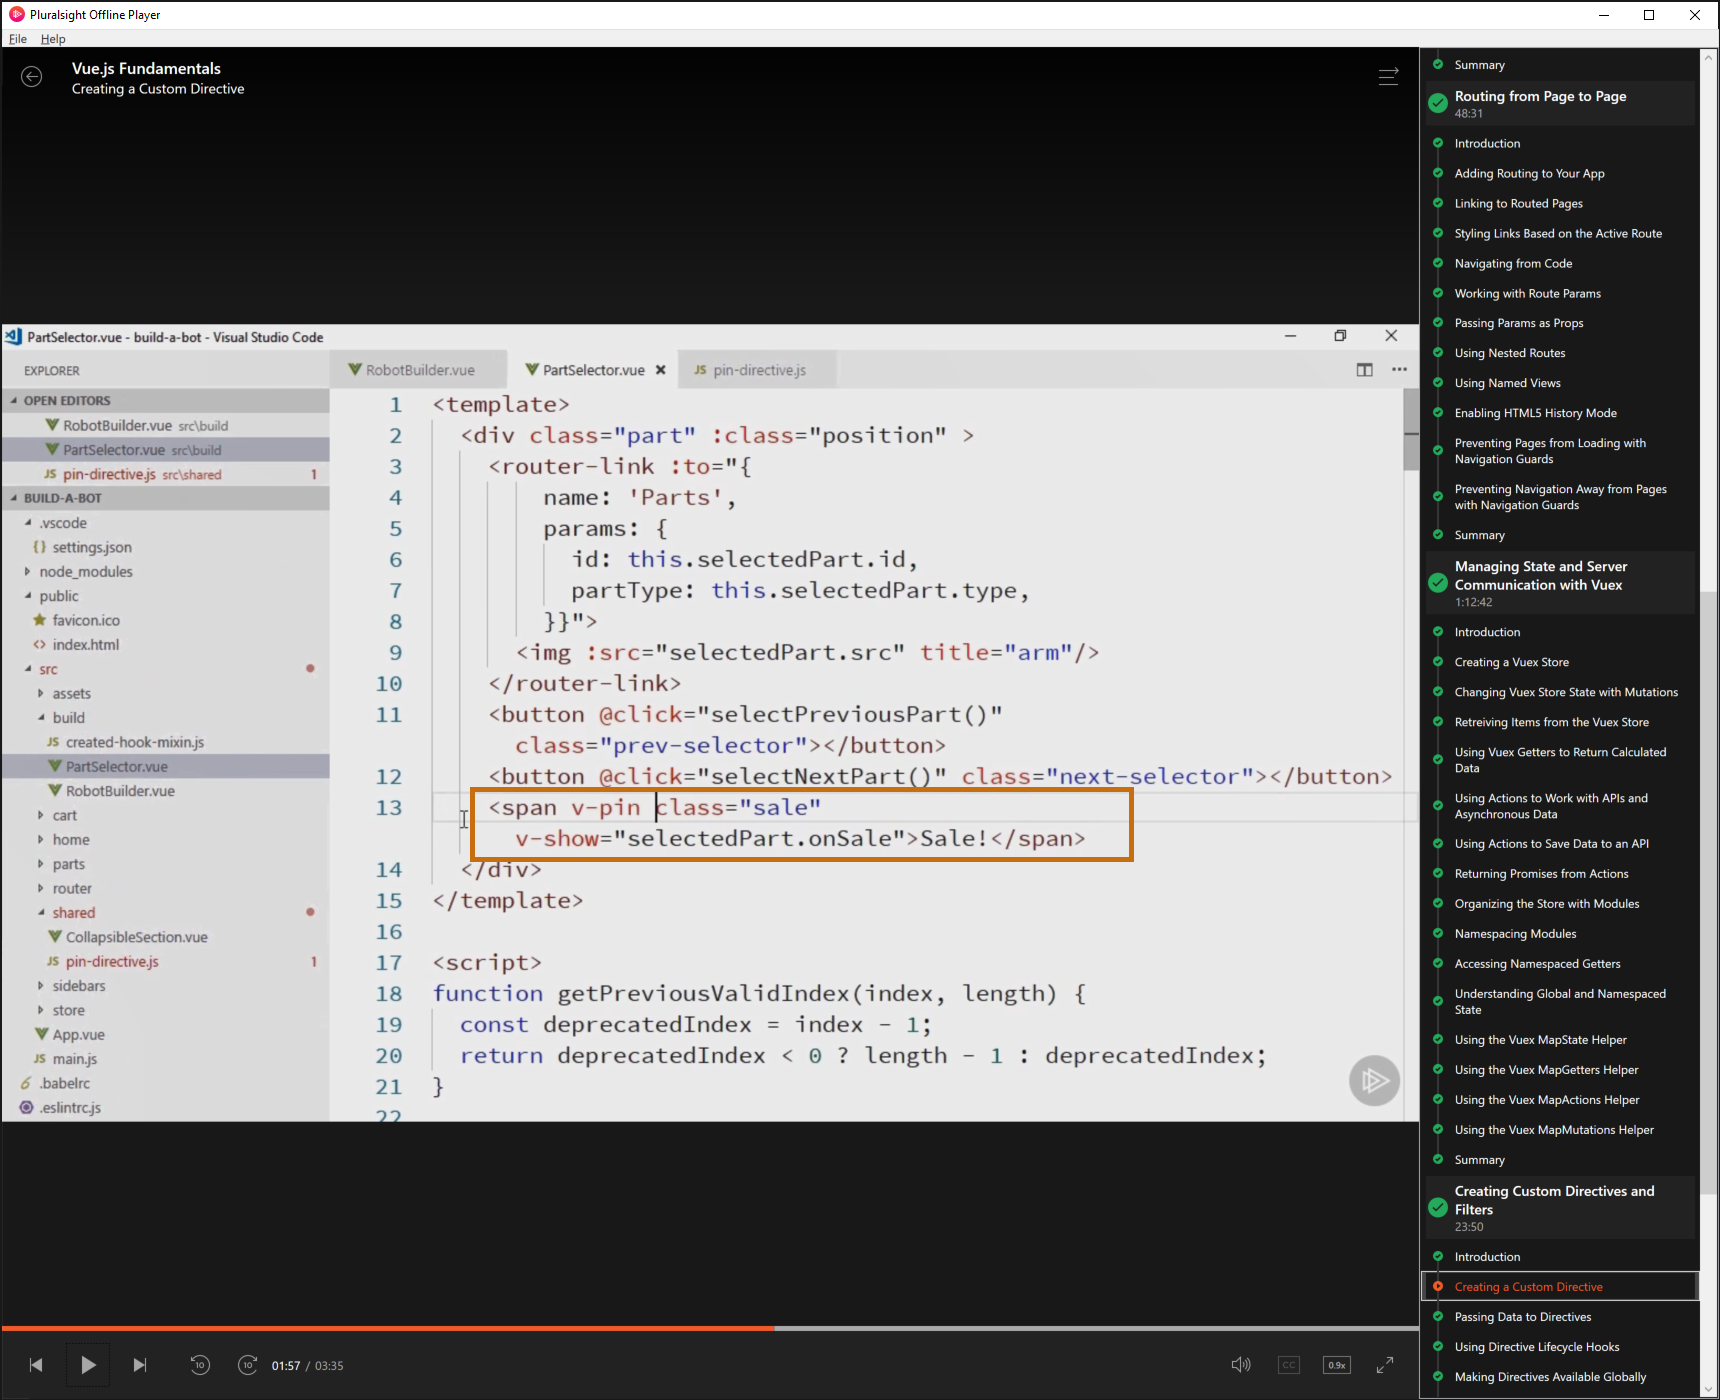 Pluralsight Offline Player
File Help
Vue.js Fundamentals
Creating a Custom Directive
PartSelector.vue - build-a-bot - Visual Studio Code
EXPLORER
OPEN EDITORS
RobotBuilder.vue src\build
PartSelector.vue src\build
JS pin-directive.js src\shared 1
BUILD-A-BOT
.vscode
{} settings.json
node_modules
public
favicon.ico
<> index.html
src
assets
build
JS created-hook-mixin.js
PartSelector.vue
RobotBuilder.vue
cart
home
parts
router
shared
CollapsibleSection.vue
JS pin-directive.js 1
sidebars
store
App.vue
JS main.js
.babelrc
.eslintrc.js
RobotBuilder.vue PartSelector.vue × JS pin-directive.js
1 <template>
2 <div class="part" :class="position" >
3 <router-link :to="{
4 name: 'Parts',
5 params: {
6 id: this.selectedPart.id,
7 partType: this.selectedPart.type,
8 }}">
9 <img :src="selectedPart.src" title="arm"/>
10 </router-link>
11 <button @click="selectPreviousPart()"
class="prev-selector"></button>
12 <button @click="selectNextPart()" class="next-selector"></button>
13 <span v-pin class="sale"
v-show="selectedPart.onSale">Sale!</span>
14 </div>
15 </template>
16
17 <script>
18 function getPreviousValidIndex(index, length) {
19 const deprecatedIndex = index - 1;
20 return deprecatedIndex < 0 ? length - 1 : deprecatedIndex;
21 }
22
10 10 01:57 / 03:35
CC 0.9x
Summary
Routing from Page to Page
48:31
Introduction
Adding Routing to Your App
Linking to Routed Pages
Styling Links Based on the Active Route
Navigating from Code
Working with Route Params
Passing Params as Props
Using Nested Routes
Using Named Views
Enabling HTML5 History Mode
Preventing Pages from Loading with
Navigation Guards
Preventing Navigation Away from Pages
with Navigation Guards
Summary
Managing State and Server
Communication with Vuex
1:12:42
Introduction
Creating a Vuex Store
Changing Vuex Store State with Mutations
Retreiving Items from the Vuex Store
Using Vuex Getters to Return Calculated
Data
Using Actions to Work with APIs and
Asynchronous Data
Using Actions to Save Data to an API
Returning Promises from Actions
Organizing the Store with Modules
Namespacing Modules
Accessing Namespaced Getters
Understanding Global and Namespaced
State
Using the Vuex MapState Helper
Using the Vuex MapGetters Helper
Using the Vuex MapActions Helper
Using the Vuex MapMutations Helper
Summary
Creating Custom Directives and
Filters
23:50
Introduction
Creating a Custom Directive
Passing Data to Directives
Using Directive Lifecycle Hooks
Making Directives Available Globally